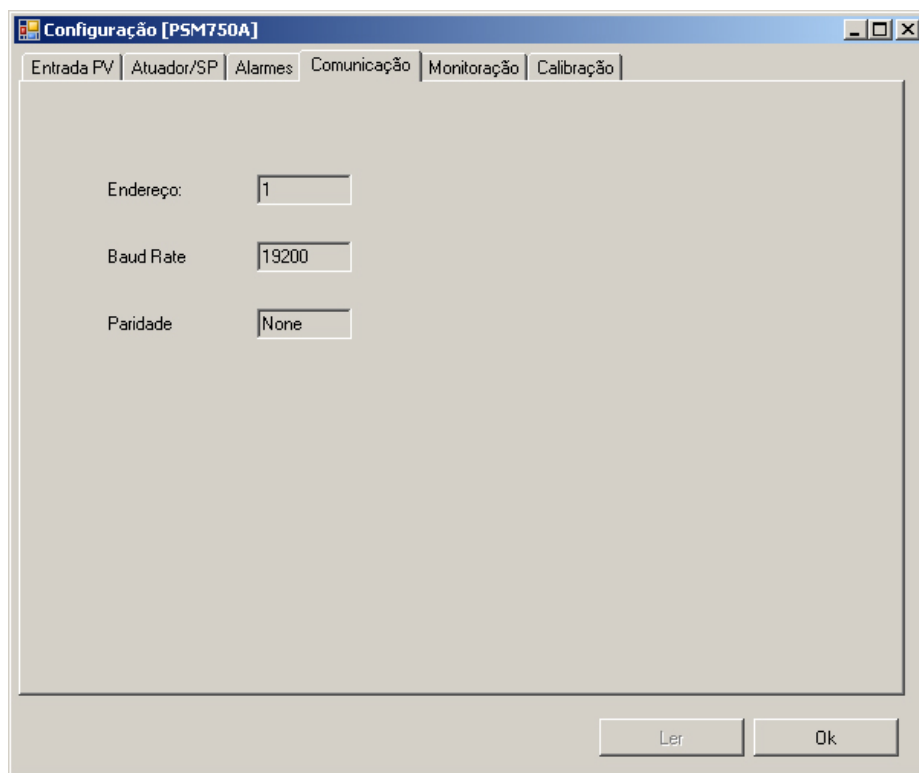 Configuração [PSM750A]
Entrada PV Atuador/SP Alarmes Comunicação Monitoração Calibração
Endereço: 1
Baud Rate 19200
Paridade None
Ler Ok